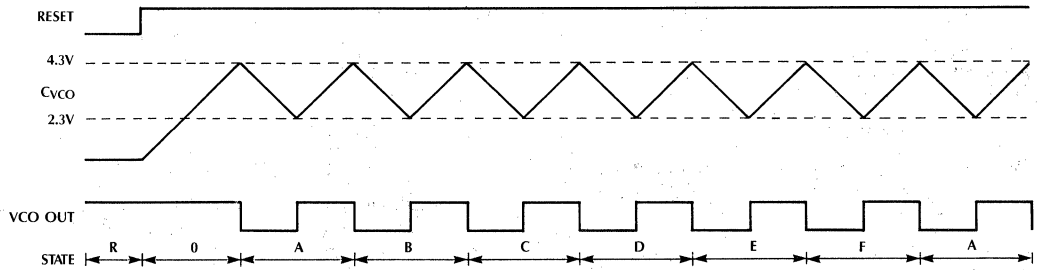 RESET
4.3V
CVCO
2.3V
VCO OUT
R 0 A B C D E F A
STATE